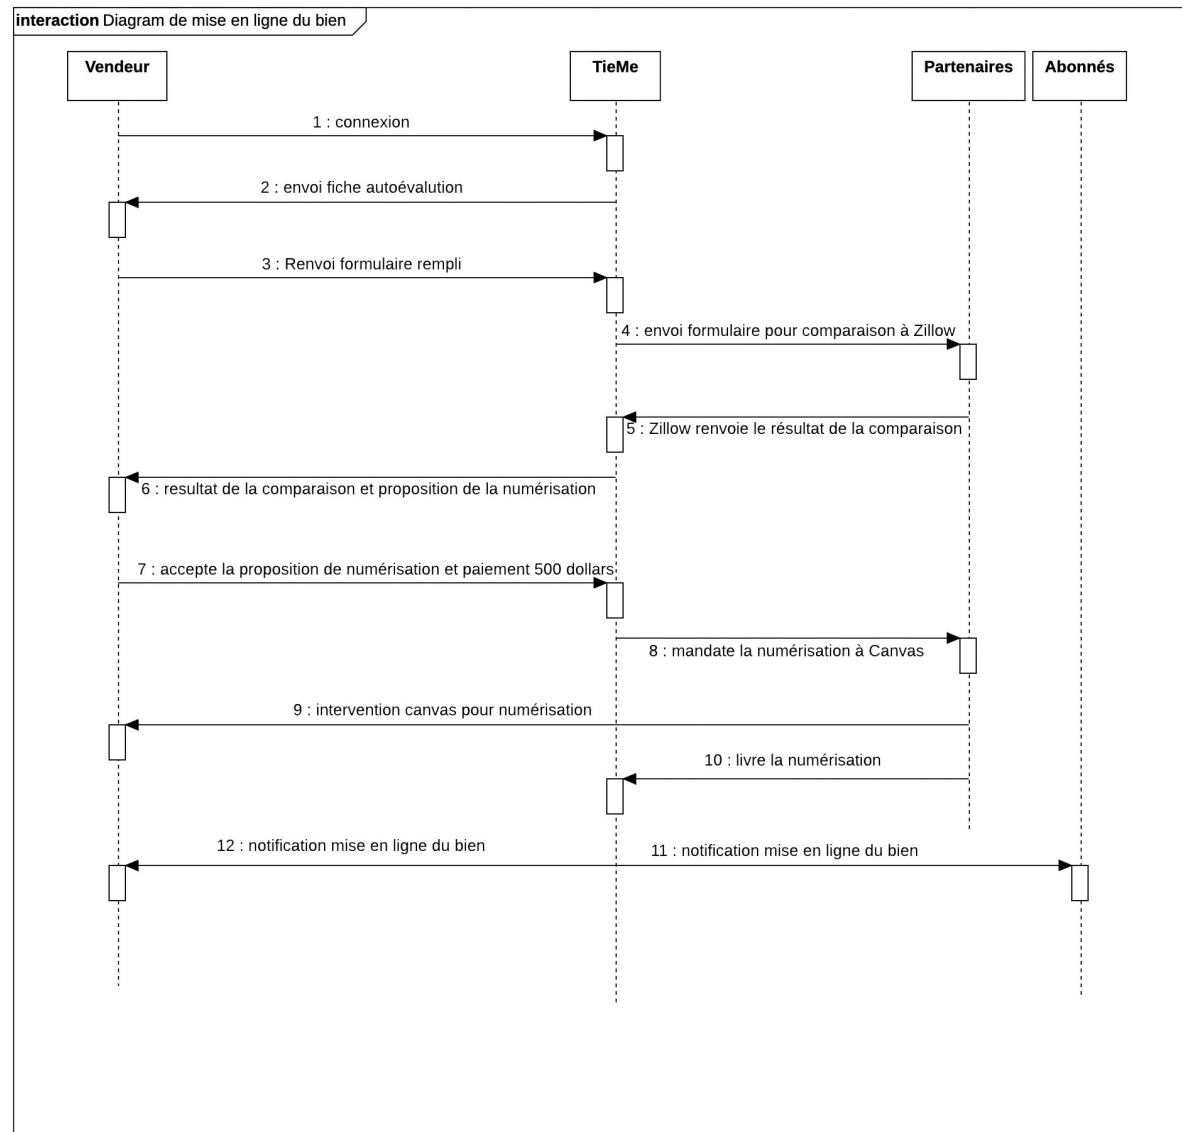 interaction Diagram de mise en ligne du bien
Vendeur
TieMe
Partenaires
Abonnés
1 : connexion
2 : envoi fiche autoévalution
3 : Renvoi formulaire rempli
4 : envoi formulaire pour comparaison à Zillow
5 : Zillow renvoie le résultat de la comparaison
6 : resultat de la comparaison et proposition de la numérisation
7 : accepte la proposition de numérisation et paiement 500 dollars
8 : mandate la numérisation à Canvas
9 : intervention canvas pour numérisation
10 : livre la numérisation
12 : notification mise en ligne du bien
11 : notification mise en ligne du bien